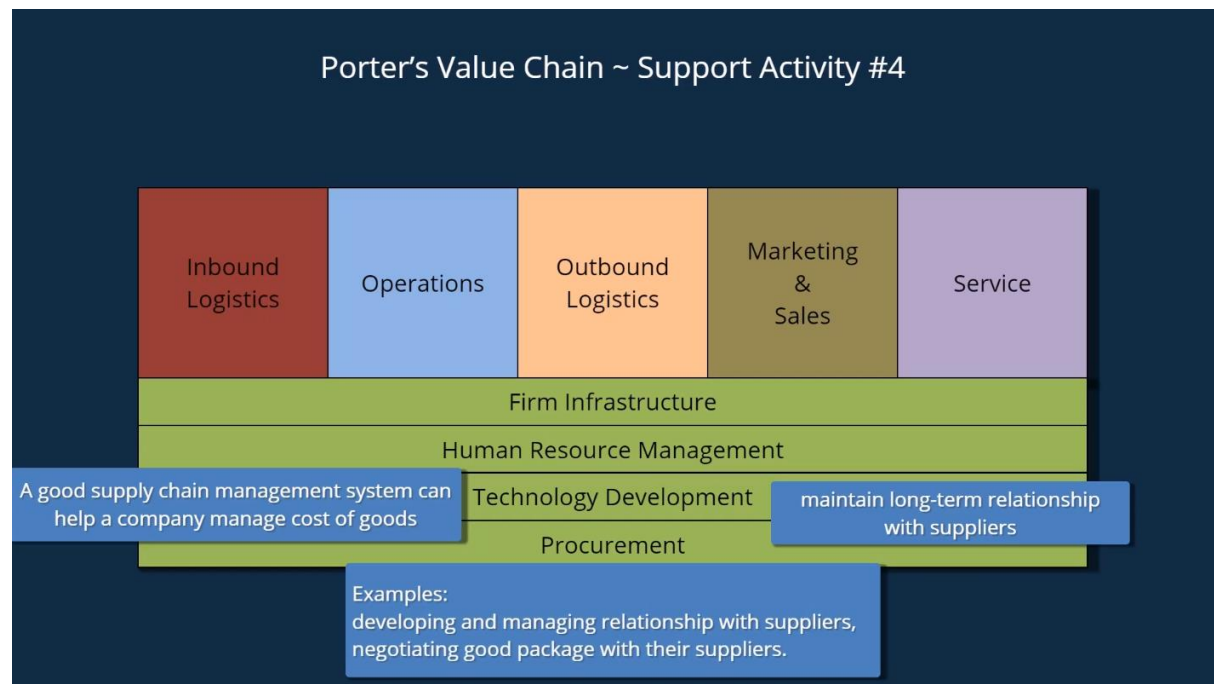 Porter’s Value Chain ~ Support Activity #4
Inbound
Logistics
Operations
Outbound
Logistics
Marketing
&
Sales
Service
Firm Infrastructure
Human Resource Management
A good supply chain management system can
help a company manage cost of goods
Technology Development
maintain long-term relationship
with suppliers
Procurement
Examples:
developing and managing relationship with suppliers,
negotiating good package with their suppliers.